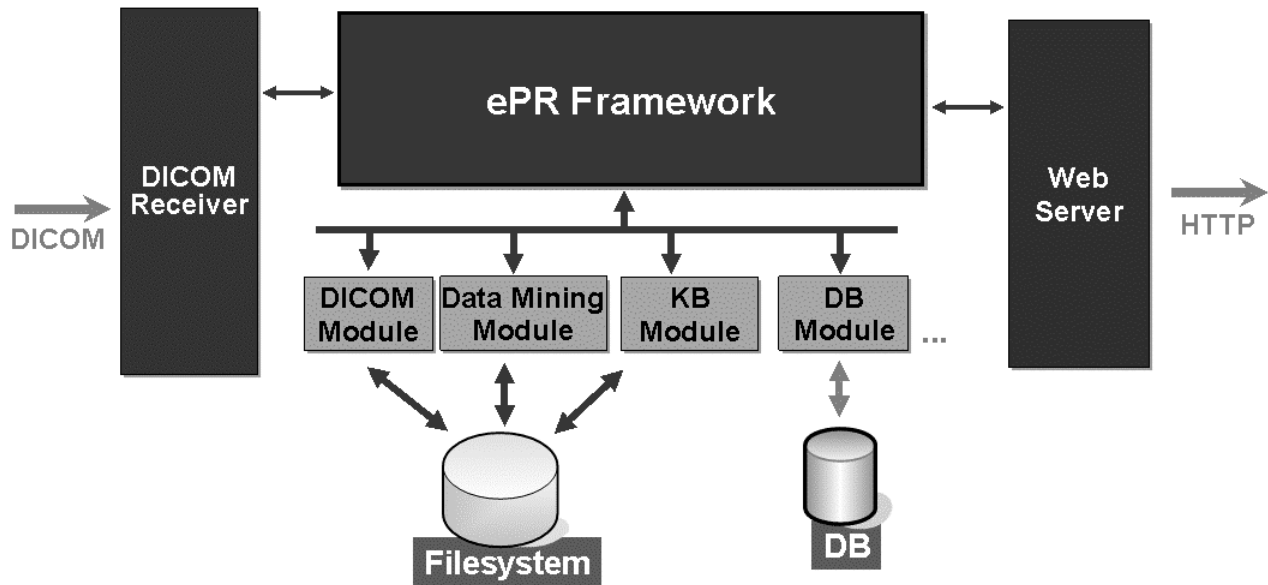 ePR Framework
DICOM
Receiver
DICOM
Web
Server
HTTP
DICOM
Module
Data Mining
Module
KB
Module
DB
Module
...
Filesystem
DB